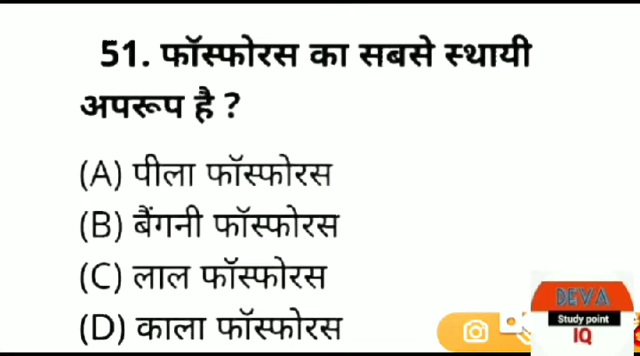 51. फॉस्फोरस का सबसे स्थायी
अपरूप है ?
(A) पीला फॉस्फोरस
(B) बैंगनी फॉस्फोरस
(C) लाल फॉस्फोरस
(D) काला फॉस्फोरस
DEVA
Study point
IQ